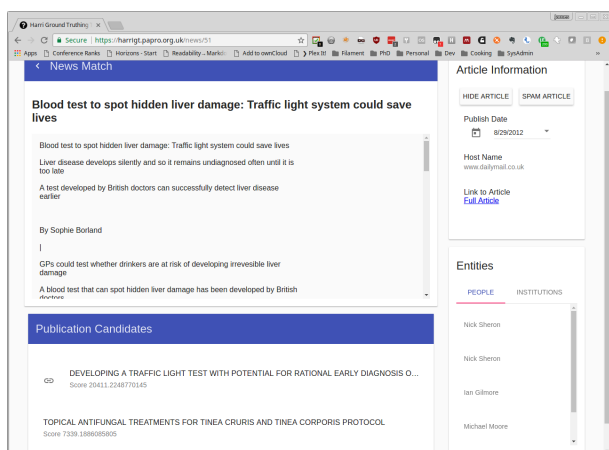 Harri Ground Truthing
Secure https://harrigt.papro.org.uk/news/51
Apps Conference Ranks Horizons - Start Add to ownCloud Plex It! Filament PhD Personal Dev Cooking SysAdmin »
< News Match
Blood test to spot hidden liver damage: Traffic light system could save
lives
Blood test to spot hidden liver damage: Traffic light system could save lives
Liver disease develops silently and so it remains undiagnosed often until it is
too late
A test developed by British doctors can successfully detect liver disease
earlier
By Sophie Borland
|
GPs could test whether drinkers are at risk of developing irrevesible liver
damage
A blood test that can spot hidden liver damage has been developed by British
doctors
Publication Candidates
DEVELOPING A TRAFFIC LIGHT TEST WITH POTENTIAL FOR RATIONAL EARLY DIAGNOSIS O...
Score 20411.2248770145
TOPICAL ANTIFUNGAL TREATMENTS FOR TINEA CRURIS AND TINEA CORPORIS PROTOCOL
Score 7339.1886085805
Article Information
HIDE ARTICLE SPAM ARTICLE
Publish Date
8/29/2012
Host Name
www.dailymail.co.uk
Link to Article
Full Article
Entities
PEOPLE INSTITUTIONS
Nick Sheron
Nick Sheron
Ian Gilmore
Michael Moore